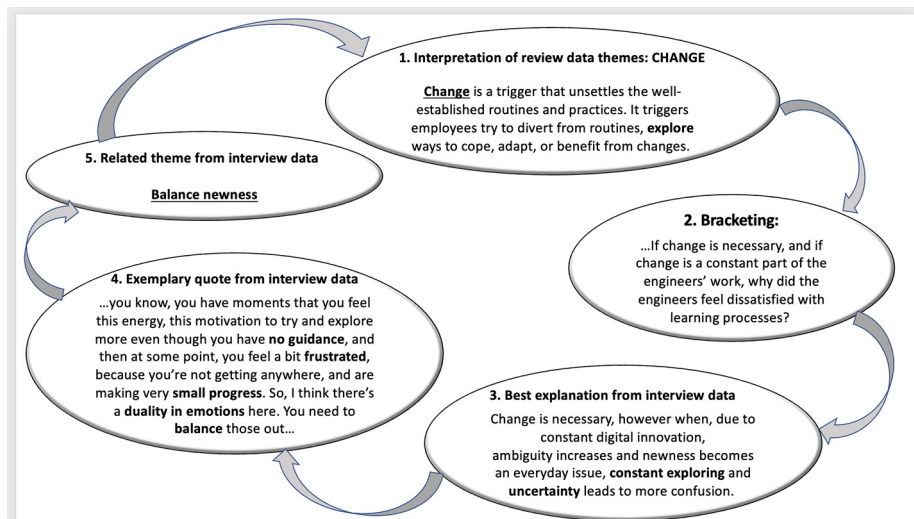 1. Interpretation of review data themes: CHANGE
Change is a trigger that unsettles the well-
established routines and practices. It triggers
employees try to divert from routines, explore
ways to cope, adapt, or benefit from changes.
2. Bracketing:
...If change is necessary, and if
change is a constant part of the
engineers' work, why did the
engineers feel dissatisfied with
learning processes?
3. Best explanation from interview data
Change is necessary, however when, due to
constant digital innovation,
ambiguity increases and newness becomes
an everyday issue, constant exploring and
uncertainty leads to more confusion.
4. Exemplary quote from interview data
...you know, you have moments that you feel
this energy, this motivation to try and explore
more even though you have no guidance, and
then at some point, you feel a bit frustrated,
because you're not getting anywhere, and are
making very small progress. So, I think there's
a duality in emotions here. You need to
balance those out...
5. Related theme from interview data
Balance newness